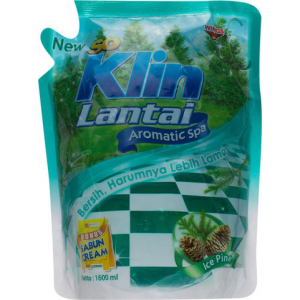 New SO
Klin
Lantai
Aromatic Spa
Bersih, Harumnya Lebih Lama
Ice Pine
SABUN
CREAM
Netto : 1600 ml